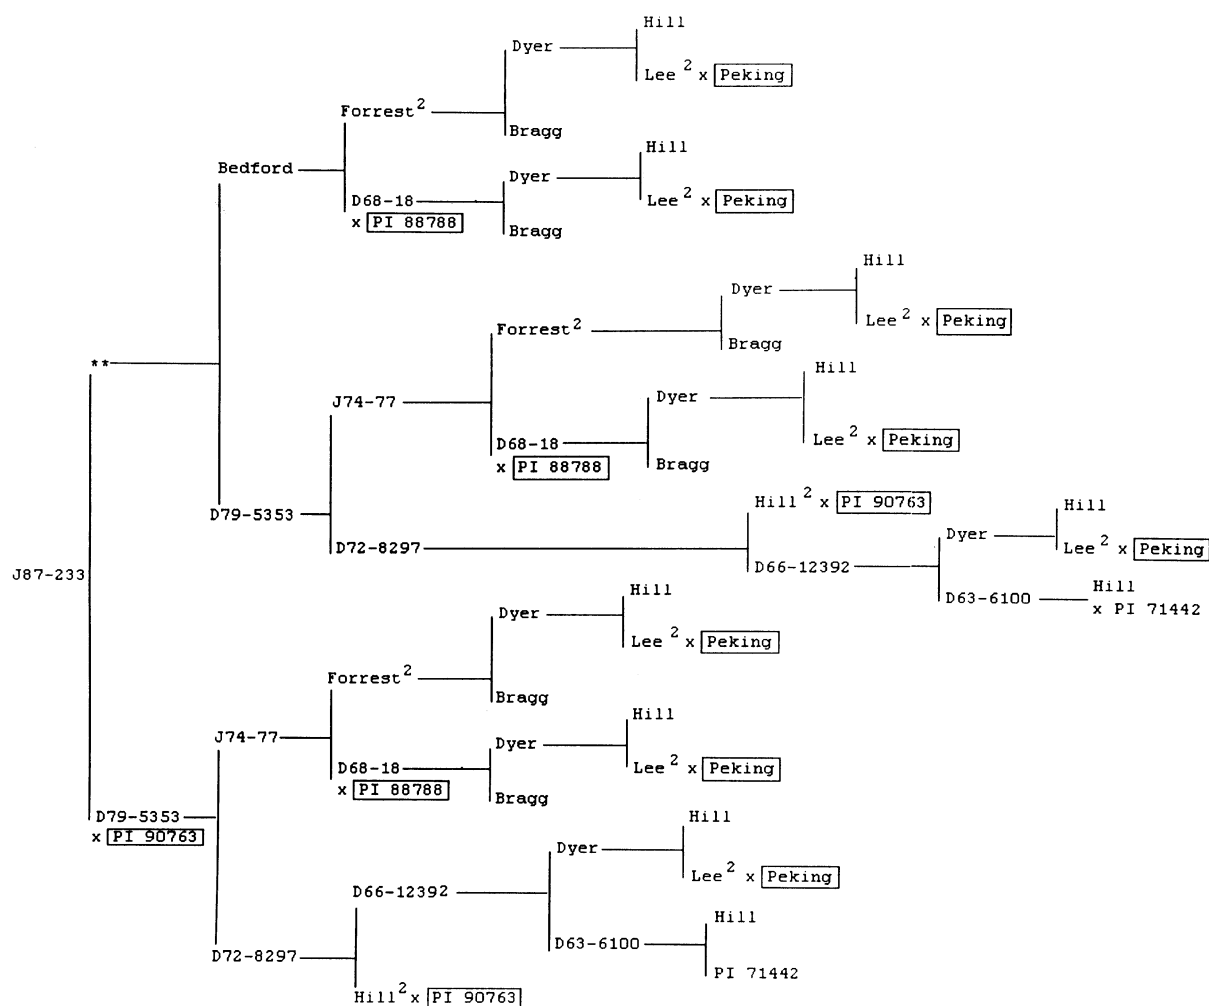 Hill
Dyer
Lee 2 x Peking
Forrest 2
Bragg
Hill
Bedford
Dyer
D68-18
Lee 2 x Peking
x PI 88788
Bragg
Hill
Dyer
Lee 2 x Peking
Forrest 2
Bragg
**
Hill
J74-77
Dyer
D68-18
Lee 2 x Peking
x PI 88788
Bragg
Hill 2 x PI 90763
D79-5353
Hill
Dyer
D72-8297
Lee 2 x Peking
D66-12392
J87-233
Hill
D63-6100
x PI 71442
Hill
Dyer
Lee 2 x Peking
Forrest 2
Bragg
Hill
J74-77
Dyer
D68-18
Lee 2 x Peking
x PI 88788
Bragg
D79-5353
x PI 90763
Hill
Dyer
Lee 2 x Peking
D66-12392
Hill
D63-6100
D72-8297
PI 71442
Hill 2 x PI 90763